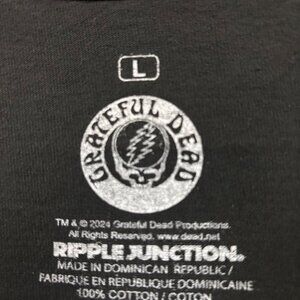 L
GRATEFUL DEAD
TM & © 2024 Grateful Dead Productions.
All Rights Reserved. www.dead.net
RIPPLE JUNCTION.
MADE IN DOMINICAN REPUBLIC /
FABRIQUE EN REPUBLIQUE DOMINICAINE
100% COTTON / COTON